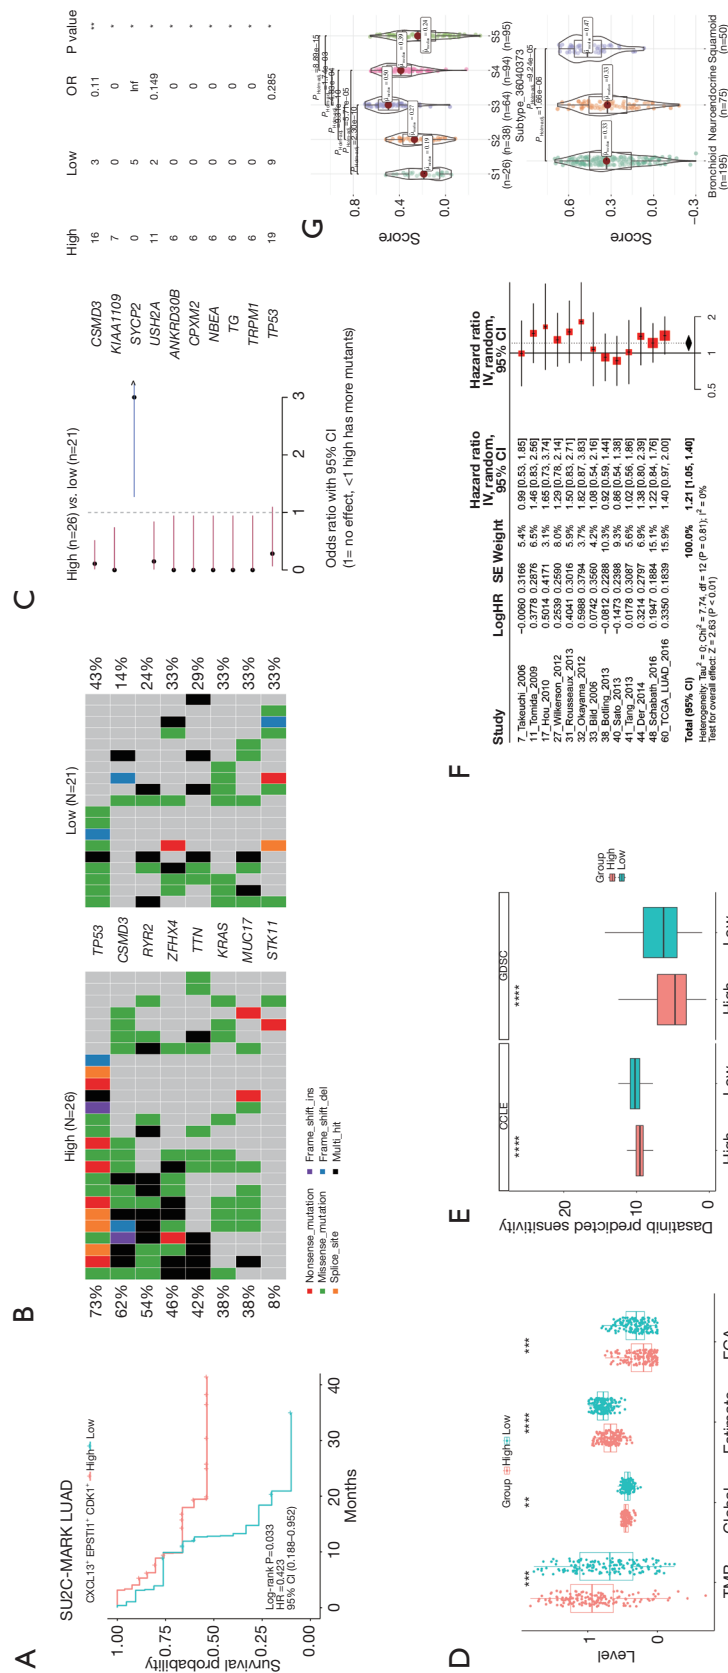 A
SU2C-MARK LUAD
CXCL13⁺ EPSTI1⁺ CDK1⁺ High Low
Survival probability
1.00
0.75
0.50
0.25
0.00
Log-rank P=0.033
HR =0.423
95% CI (0.188–0.952)
0 10 20 30 40
Months
B
High (N=26)
Low (N=21)
73% TP53 43%
62% CSMD3 14%
54% RYR2 24%
46% ZFHX4 33%
42% TTN 29%
38% KRAS 33%
38% MUC17 33%
8% STK11 33%
Nonsense_mutation
Missense_mutation
Splice_site
Frame_shift_ins
Frame_shift_del
Multi_hit
C
High (n=26) vs. low (n=21)
High Low OR P value
CSMD3 16 3 0.11 **
KIAA1109 7 0 0 *
SYCP2 0 5 Inf *
USH2A 11 2 0.149 *
ANKRD30B 6 0 0 *
CPXM2 6 0 0 *
NBEA 6 0 0 *
TG 6 0 0 *
TRPM1 6 0 0 *
TP53 19 9 0.285 *
0 1 2 3
Odds ratio with 95% CI
(1= no effect, <1 high has more mutants)
D
Group High Low
Level
1
0
*** ** **** ***
TMB Global Estimate FGA
E
Dasatinib predicted sensitivity
20
10
0
CCLE GDSC
**** ****
High Low High Low
Group
High
Low
F
Study LogHR SE Weight Hazard ratio IV, random, 95% CI Hazard ratio IV, random, 95% CI
7_Takeuchi_2006 −0.0060 0.3166 5.4% 0.99 [0.53, 1.85]
11_Tomida_2009 0.3778 0.2876 6.5% 1.46 [0.83, 2.56]
17_Hou_2010 0.5014 0.4171 3.1% 1.65 [0.73, 3.74]
27_Wilkerson_2012 0.2539 0.2590 8.0% 1.29 [0.78, 2.14]
31_Rousseaux_2013 0.4041 0.3016 5.9% 1.50 [0.83, 2.71]
32_Okayama_2012 0.5988 0.3794 3.7% 1.82 [0.87, 3.83]
33_Bild_2006 0.0742 0.3560 4.2% 1.08 [0.54, 2.16]
38_Botling_2013 −0.0812 0.2288 10.3% 0.92 [0.59, 1.44]
40_Sato_2013 −0.1473 0.2398 9.3% 0.86 [0.54, 1.38]
41_Tang_2013 0.0178 0.3087 5.6% 1.02 [0.56, 1.86]
44_Der_2014 0.3214 0.2797 6.9% 1.38 [0.80, 2.39]
48_Schabath_2016 0.1947 0.1884 15.1% 1.22 [0.84, 1.76]
60_TCGA_LUAD_2016 0.3350 0.1839 15.9% 1.40 [0.97, 2.00]
Total (95% CI) 100.0% 1.21 [1.05, 1.40]
Heterogeneity: Tau² = 0; Chi² = 7.74, df = 12 (P = 0.81); I² = 0%
Test for overall effect: Z = 2.63 (P < 0.01)
0.5 1 2
G
Score
0.8
0.4
0.0
S1 S2 S3 S4 S5
(n=26) (n=38) (n=64) (n=94) (n=95)
Subtype_36040373
Score
0.6
0.3
0.0
−0.3
Bronchioid Neuroendocrine Squamoid
(n=195) (n=75) (n=50)